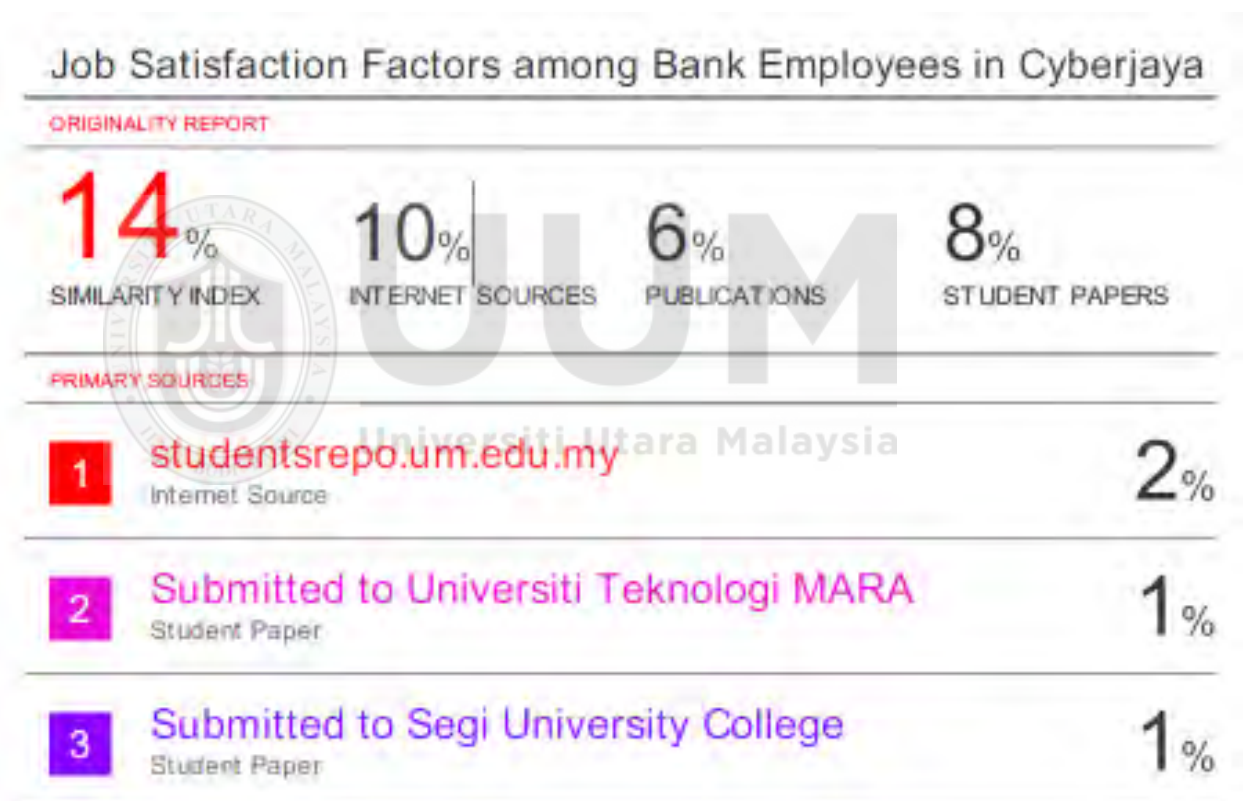 Job Satisfaction Factors among Bank Employees in Cyberjaya
ORIGINALITY REPORT
14% 10% 6% 8%
SIMILARITY INDEX INTERNET SOURCES PUBLICATIONS STUDENT PAPERS
UUM
PRIMARY SOURCES
Universiti Utara Malaysia
1 studentsrepo.um.edu.my 2%
Internet Source
2 Submitted to Universiti Teknologi MARA 1%
Student Paper
3 Submitted to Segi University College 1%
Student Paper